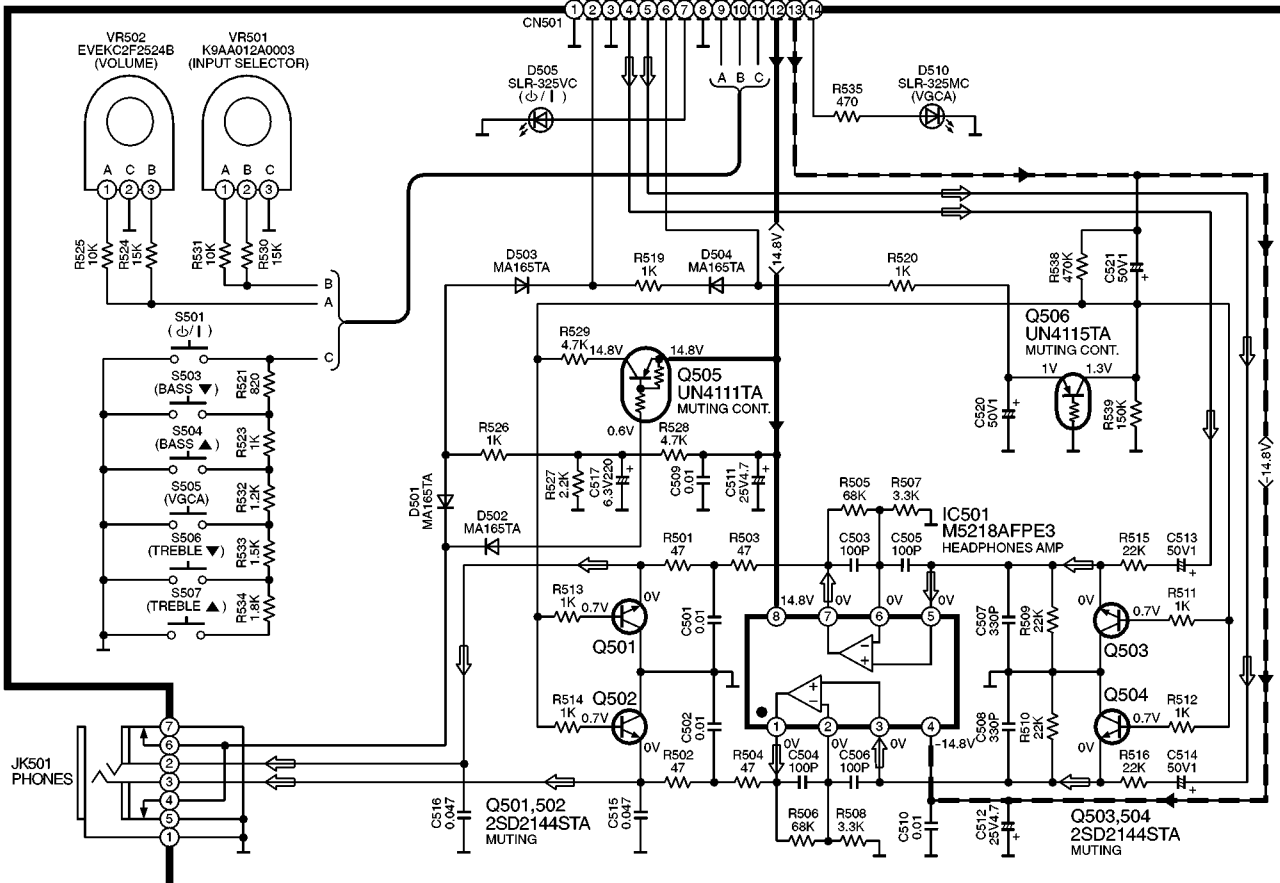 CN501
1 2 3 4 5 6 7 8 9 10 11 12 13 14
VR502
EVEKC2F2524B
(VOLUME)
VR501
K9AA012A0003
(INPUT SELECTOR)
D505
SLR-325VC
(⏻/I)
A B C
R535
470
D510
SLR-325MC
(VGCA)
A C B
1 2 3
A B C
1 2 3
R525
10K
R524
15K
R531
10K
R530
15K
B
A
C
14.8V
D503
MA165TA
R519
1K
D504
MA165TA
R520
1K
R538
470K
C521
50V1
+
S501
(⏻/I)
R521
820
S503
(BASS ▼)
R523
1K
S504
(BASS ▲)
R532
1.2K
S505
(VGCA)
R533
1.5K
S506
(TREBLE ▼)
R534
1.8K
S507
(TREBLE ▲)
R529
4.7K
14.8V
14.8V
Q505
UN4111TA
MUTING CONT.
0.6V
Q506
UN4115TA
MUTING CONT.
1V
1.3V
C520
50V1
+
R539
150K
R526
1K
R528
4.7K
R527
2.2K
C517
6.3V220
+
C509
0.01
C511
25V4.7
+
D501
MA165TA
D502
MA165TA
-14.8V
R505
68K
R507
3.3K
IC501
M5218AFPE3
HEADPHONES AMP
R501
47
R503
47
C503
100P
C505
100P
R515
22K
C513
50V1
+
R513
1K
0.7V
0V
Q501
C501
0.01
14.8V
0V
0V
0V
8 7 6 5
−
+
+
−
1 2 3 4
C507
330P
R509
22K
0V
0.7V
R511
1K
Q503
Q502
R514
1K
0.7V
0V
C502
0.01
0V
0V
0V
-14.8V
C508
330P
R510
22K
Q504
0.7V
0V
R512
1K
R502
47
R504
47
C504
100P
C506
100P
R516
22K
C514
50V1
+
JK501
PHONES
7
6
2
3
4
5
1
C516
0.047
Q501,502
2SD2144STA
MUTING
C515
0.047
R506
68K
R508
3.3K
C510
0.01
C512
25V4.7
+
Q503,504
2SD2144STA
MUTING